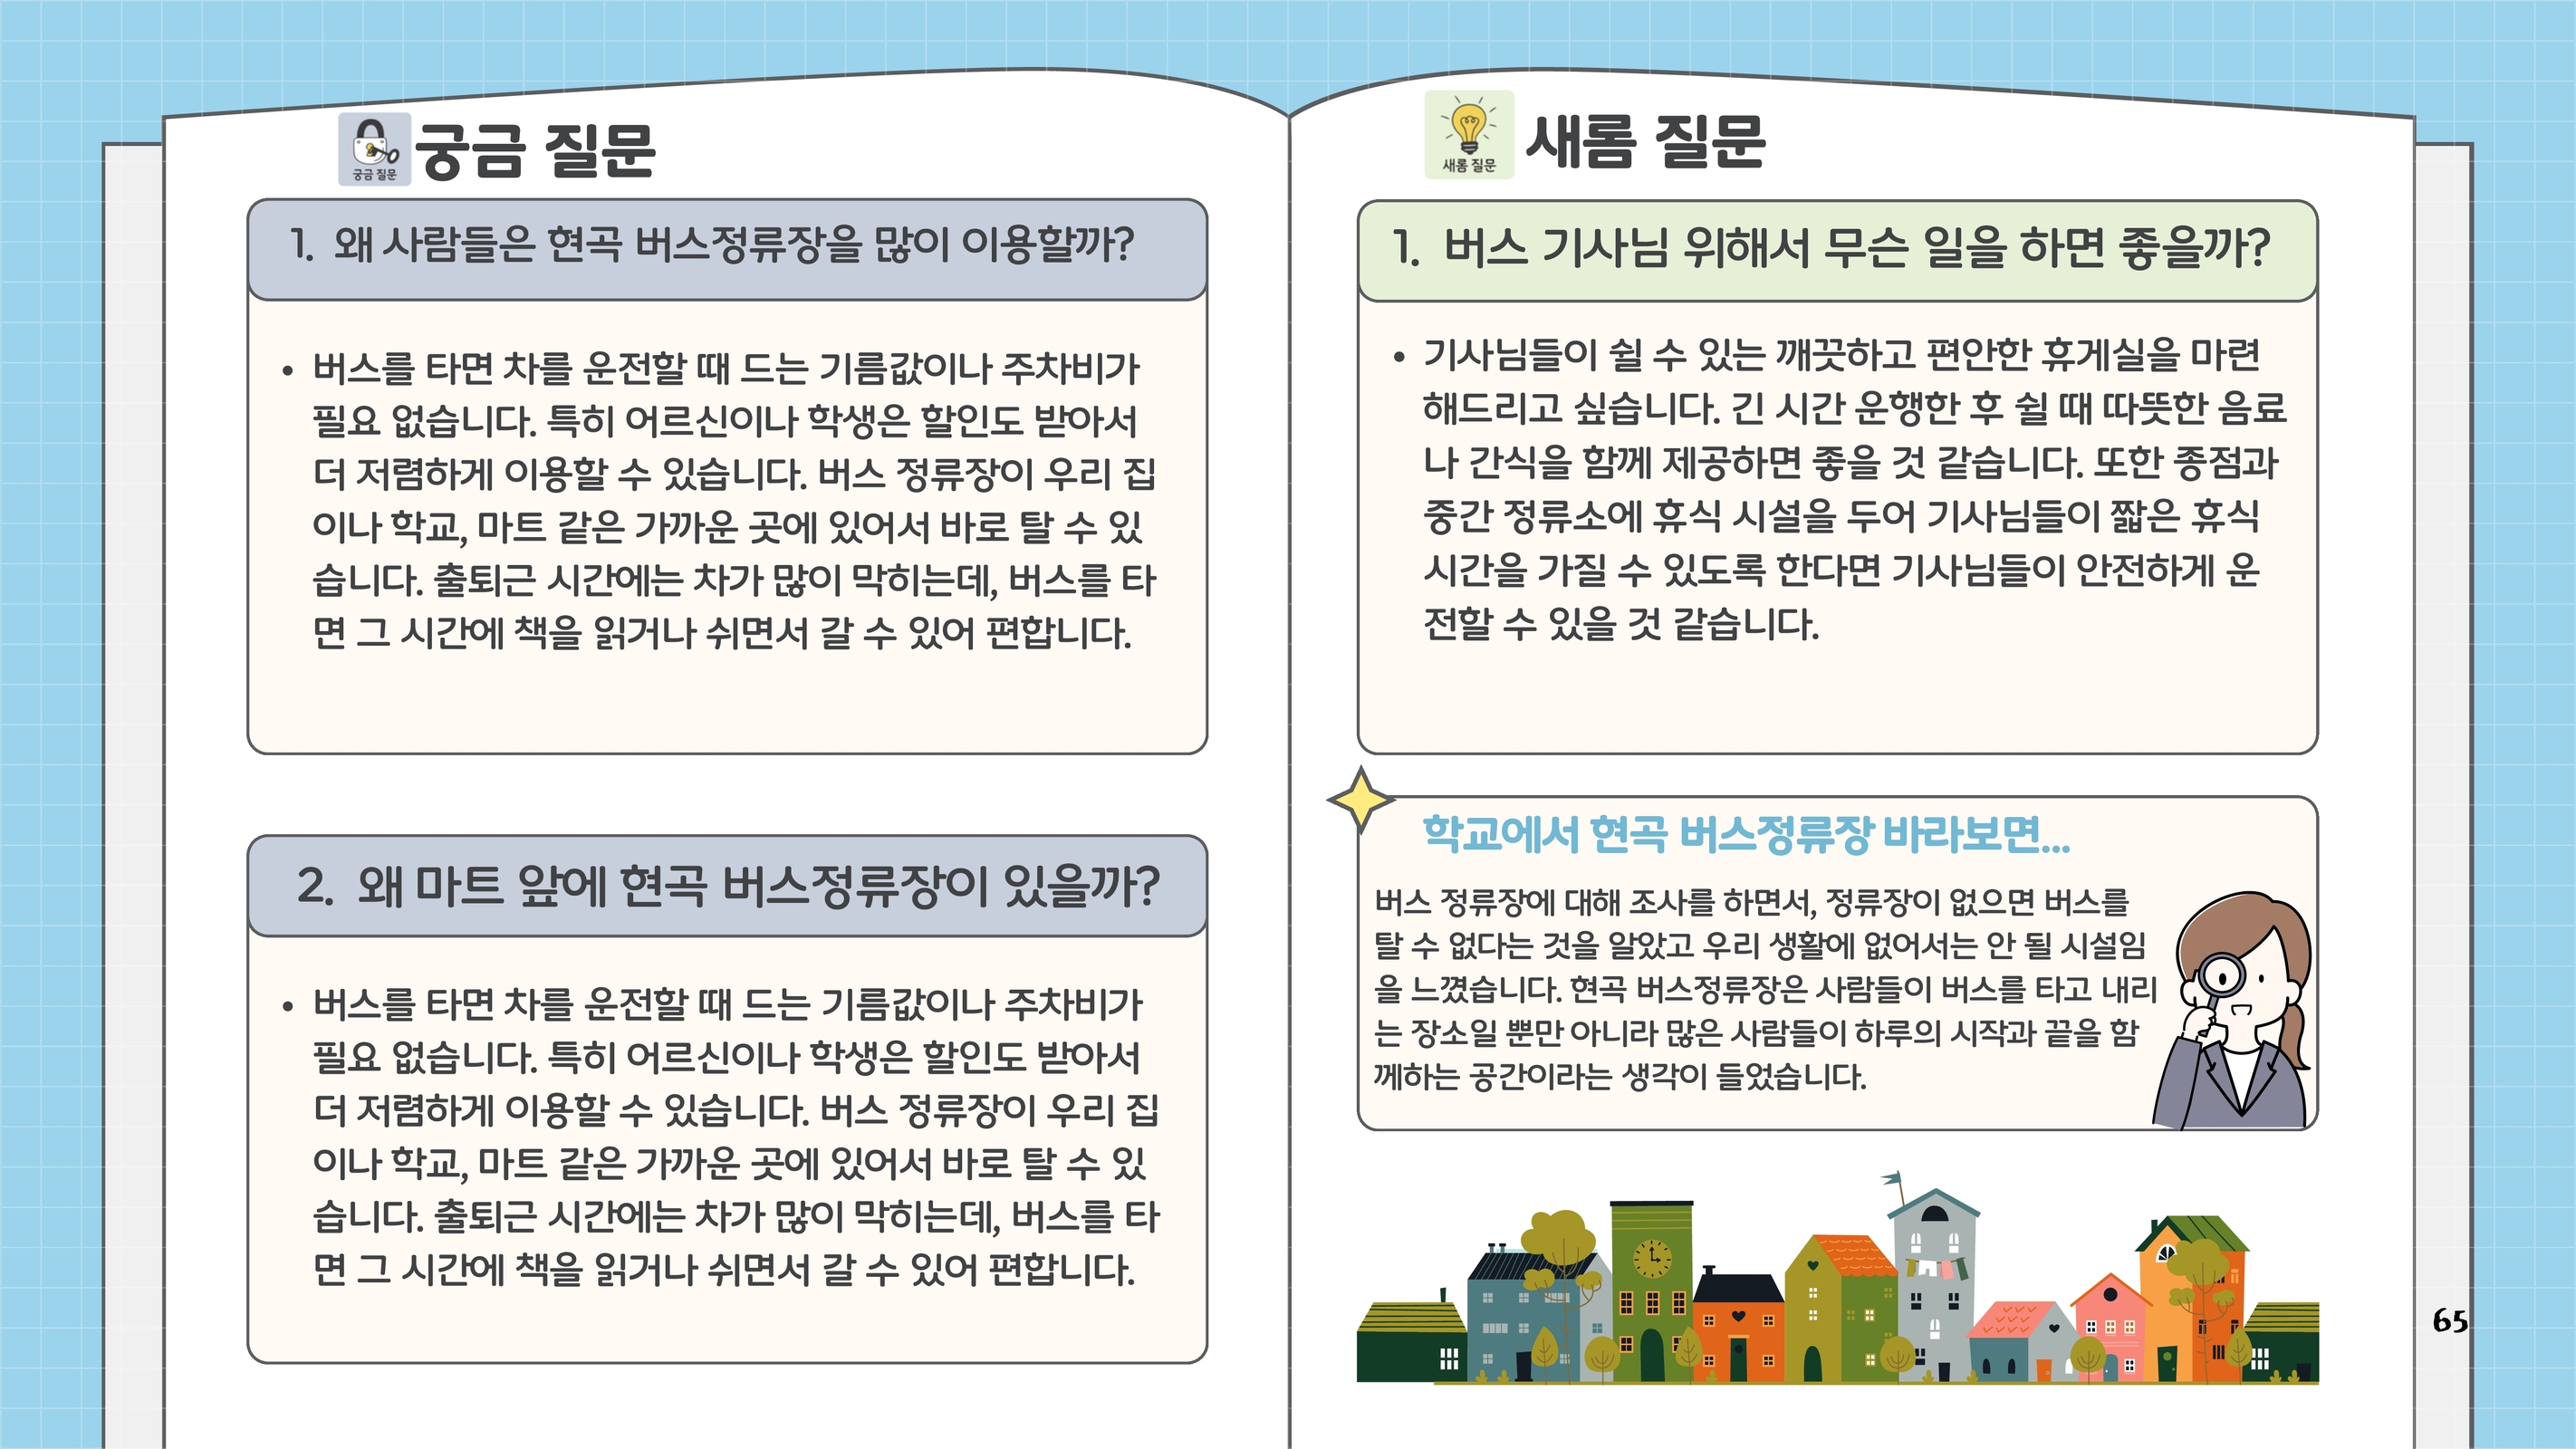 궁금 질문
궁금 질문
1. 왜 사람들은 현곡 버스정류장을 많이 이용할까?
• 버스를 타면 차를 운전할 때 드는 기름값이나 주차비가
필요 없습니다. 특히 어르신이나 학생은 할인도 받아서
더 저렴하게 이용할 수 있습니다. 버스 정류장이 우리 집
이나 학교, 마트 같은 가까운 곳에 있어서 바로 탈 수 있
습니다. 출퇴근 시간에는 차가 많이 막히는데, 버스를 타
면 그 시간에 책을 읽거나 쉬면서 갈 수 있어 편합니다.
2. 왜 마트 앞에 현곡 버스정류장이 있을까?
• 버스를 타면 차를 운전할 때 드는 기름값이나 주차비가
필요 없습니다. 특히 어르신이나 학생은 할인도 받아서
더 저렴하게 이용할 수 있습니다. 버스 정류장이 우리 집
이나 학교, 마트 같은 가까운 곳에 있어서 바로 탈 수 있
습니다. 출퇴근 시간에는 차가 많이 막히는데, 버스를 타
면 그 시간에 책을 읽거나 쉬면서 갈 수 있어 편합니다.
새롬 질문
새롬 질문
1. 버스 기사님 위해서 무슨 일을 하면 좋을까?
• 기사님들이 쉴 수 있는 깨끗하고 편안한 휴게실을 마련
해드리고 싶습니다. 긴 시간 운행한 후 쉴 때 따뜻한 음료
나 간식을 함께 제공하면 좋을 것 같습니다. 또한 종점과
중간 정류소에 휴식 시설을 두어 기사님들이 짧은 휴식
시간을 가질 수 있도록 한다면 기사님들이 안전하게 운
전할 수 있을 것 같습니다.
학교에서 현곡 버스정류장 바라보면...
버스 정류장에 대해 조사를 하면서, 정류장이 없으면 버스를
탈 수 없다는 것을 알았고 우리 생활에 없어서는 안 될 시설임
을 느꼈습니다. 현곡 버스정류장은 사람들이 버스를 타고 내리
는 장소일 뿐만 아니라 많은 사람들이 하루의 시작과 끝을 함
께하는 공간이라는 생각이 들었습니다.
65